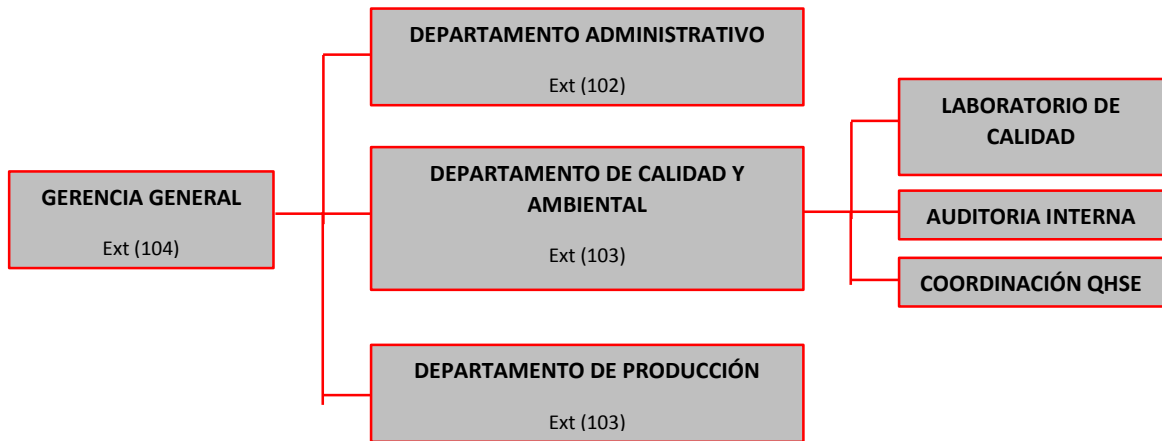 DEPARTAMENTO ADMINISTRATIVO
Ext (102)
LABORATORIO DE
CALIDAD
DEPARTAMENTO DE CALIDAD Y
AMBIENTAL
Ext (103)
GERENCIA GENERAL
Ext (104)
AUDITORIA INTERNA
COORDINACIÓN QHSE
DEPARTAMENTO DE PRODUCCIÓN
Ext (103)